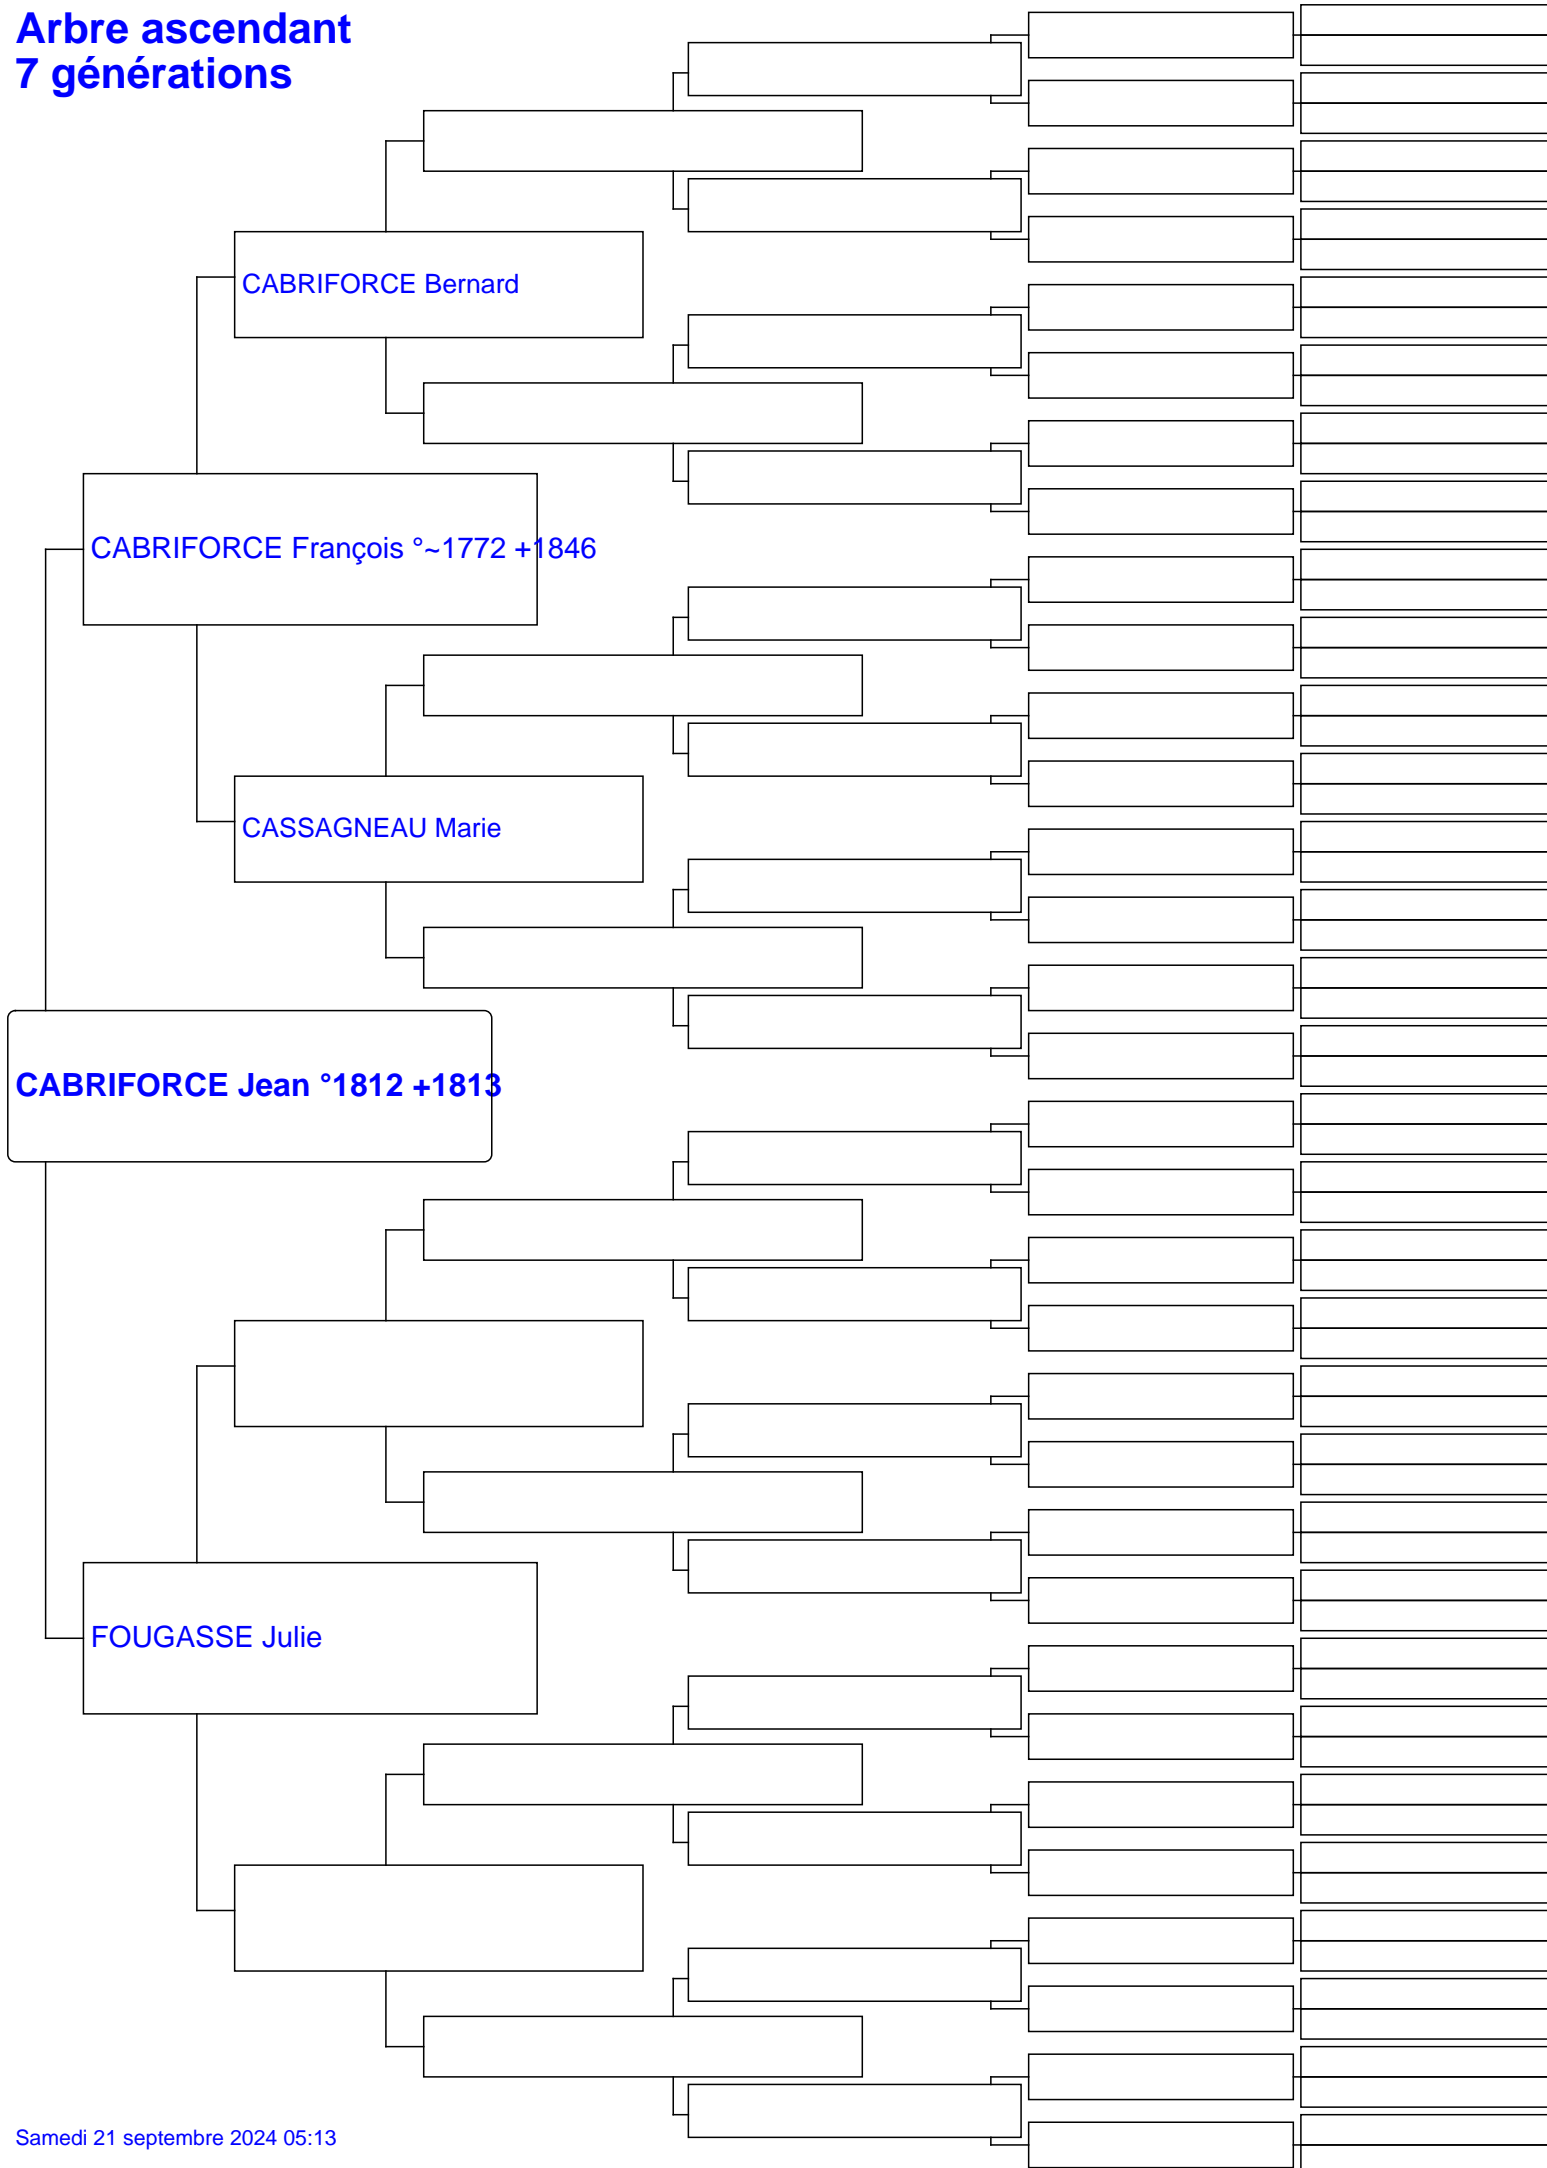 Arbre ascendant
7 générations
CABRIFORCE Bernard
CABRIFORCE François °~1772 +1846
CASSAGNEAU Marie
CABRIFORCE Jean °1812 +1813
FOUGASSE Julie
Samedi 21 septembre 2024 05:13